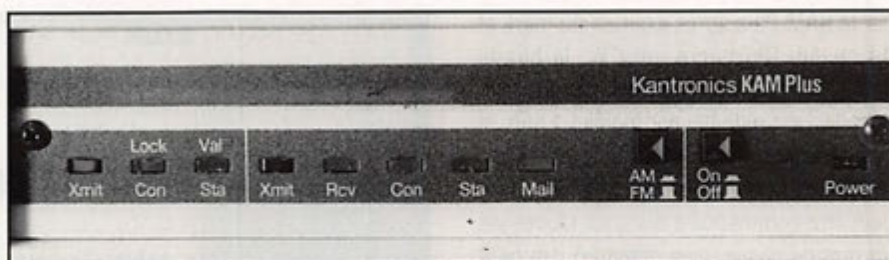 Kantronics KAM Plus
Lock Val
Xmit Con Sta Xmit Rcv Con Sta Mail AM On Power
FM Off